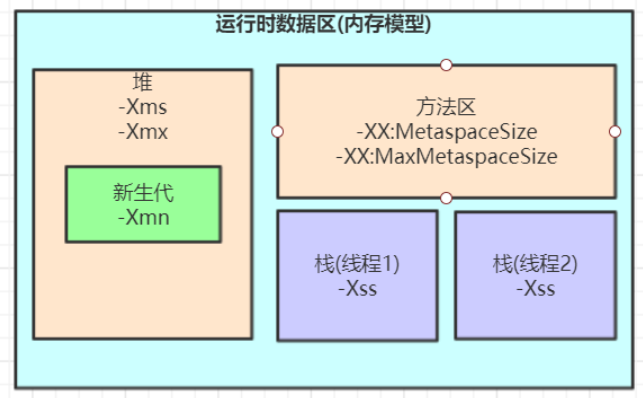 运行时数据区(内存模型)
堆
-Xms
-Xmx
新生代
-Xmn
方法区
-XX:MetaspaceSize
-XX:MaxMetaspaceSize
栈(线程1)
-Xss
栈(线程2)
-Xss